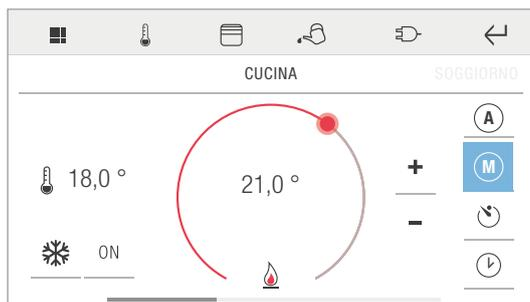 CUCINA SOGGIORNO
A
18,0 ° 21,0 ° + M
-
ON